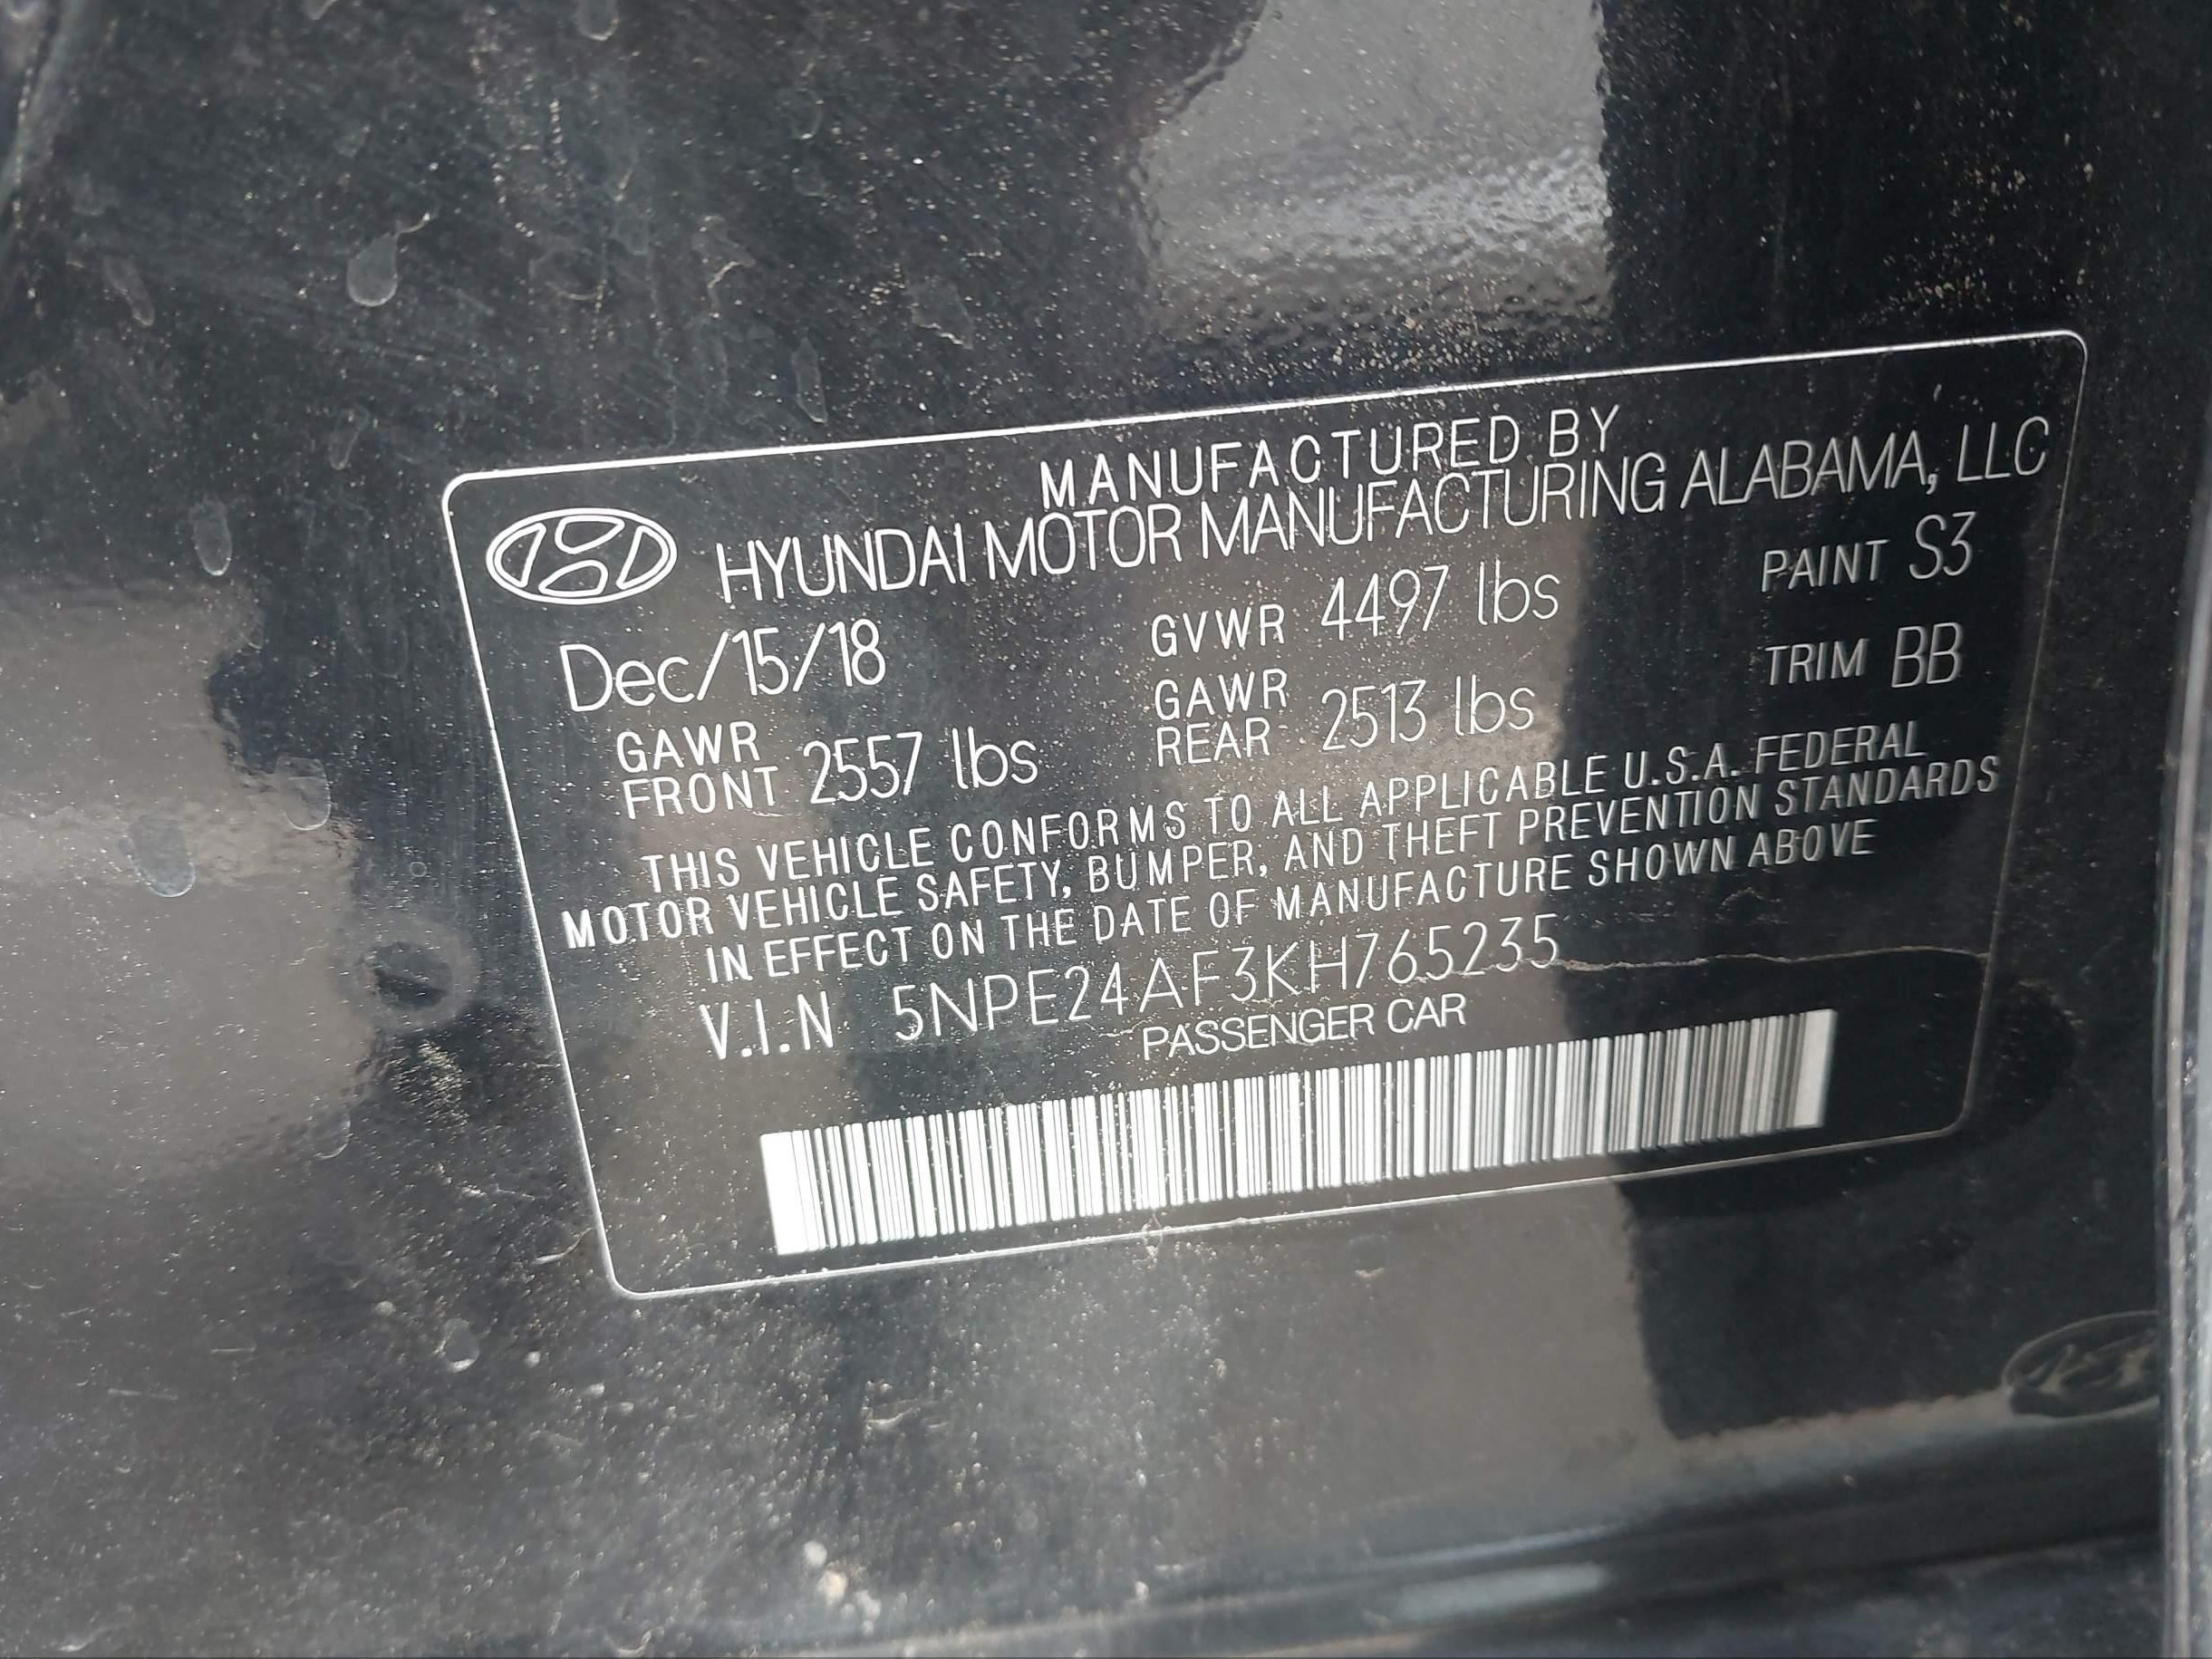 MANUFACTURED BY
HYUNDAI MOTOR MANUFACTURING ALABAMA, LLC
Dec/15/18 GVWR 4497 lbs PAINT S3
GAWR FRONT 2557 lbs GAWR REAR 2513 lbs TRIM BB
THIS VEHICLE CONFORMS TO ALL APPLICABLE U.S.A. FEDERAL
MOTOR VEHICLE SAFETY, BUMPER, AND THEFT PREVENTION STANDARDS
IN EFFECT ON THE DATE OF MANUFACTURE SHOWN ABOVE
V.I.N 5NPE24AF3KH765235
PASSENGER CAR